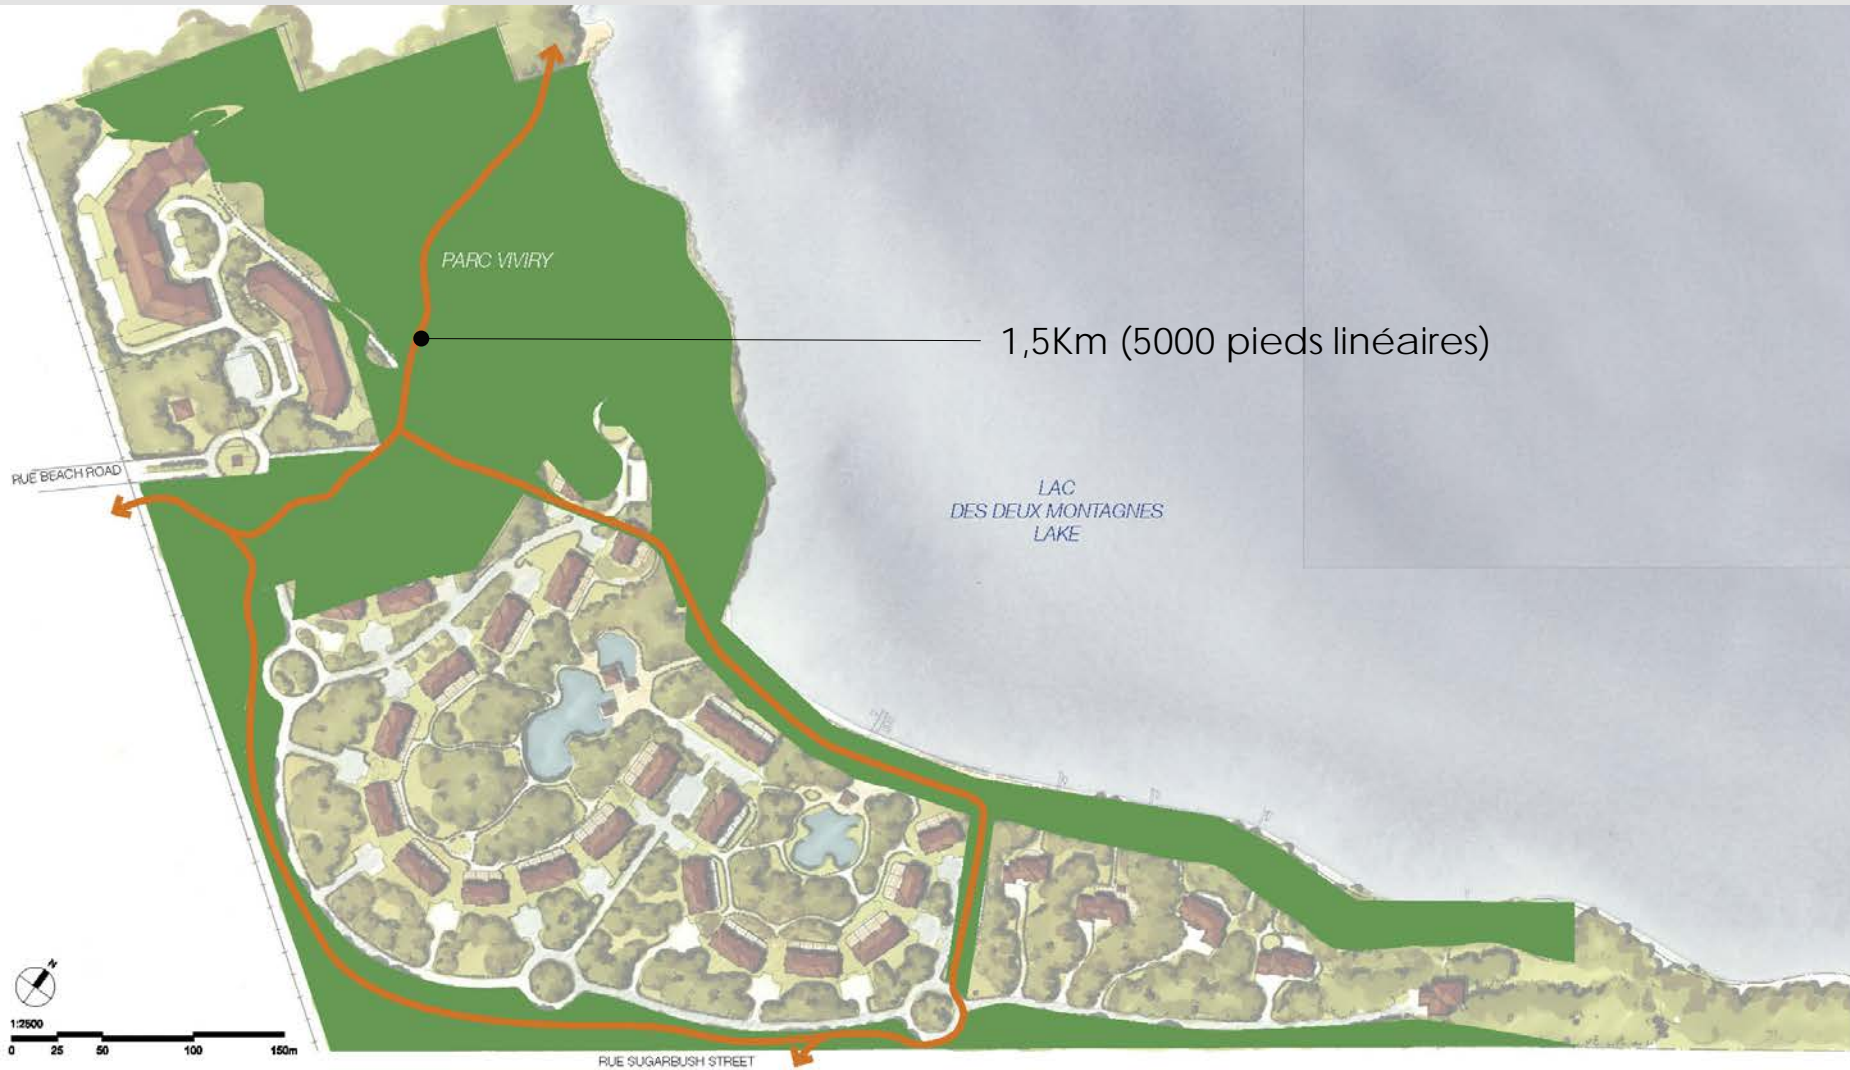 PARC VIVIRY
1,5Km (5000 pieds linéaires)
RUE BEACH ROAD
LAC
DES DEUX MONTAGNES
LAKE
N
1:2500
0 25 50 100 150m
RUE SUGARBUSH STREET